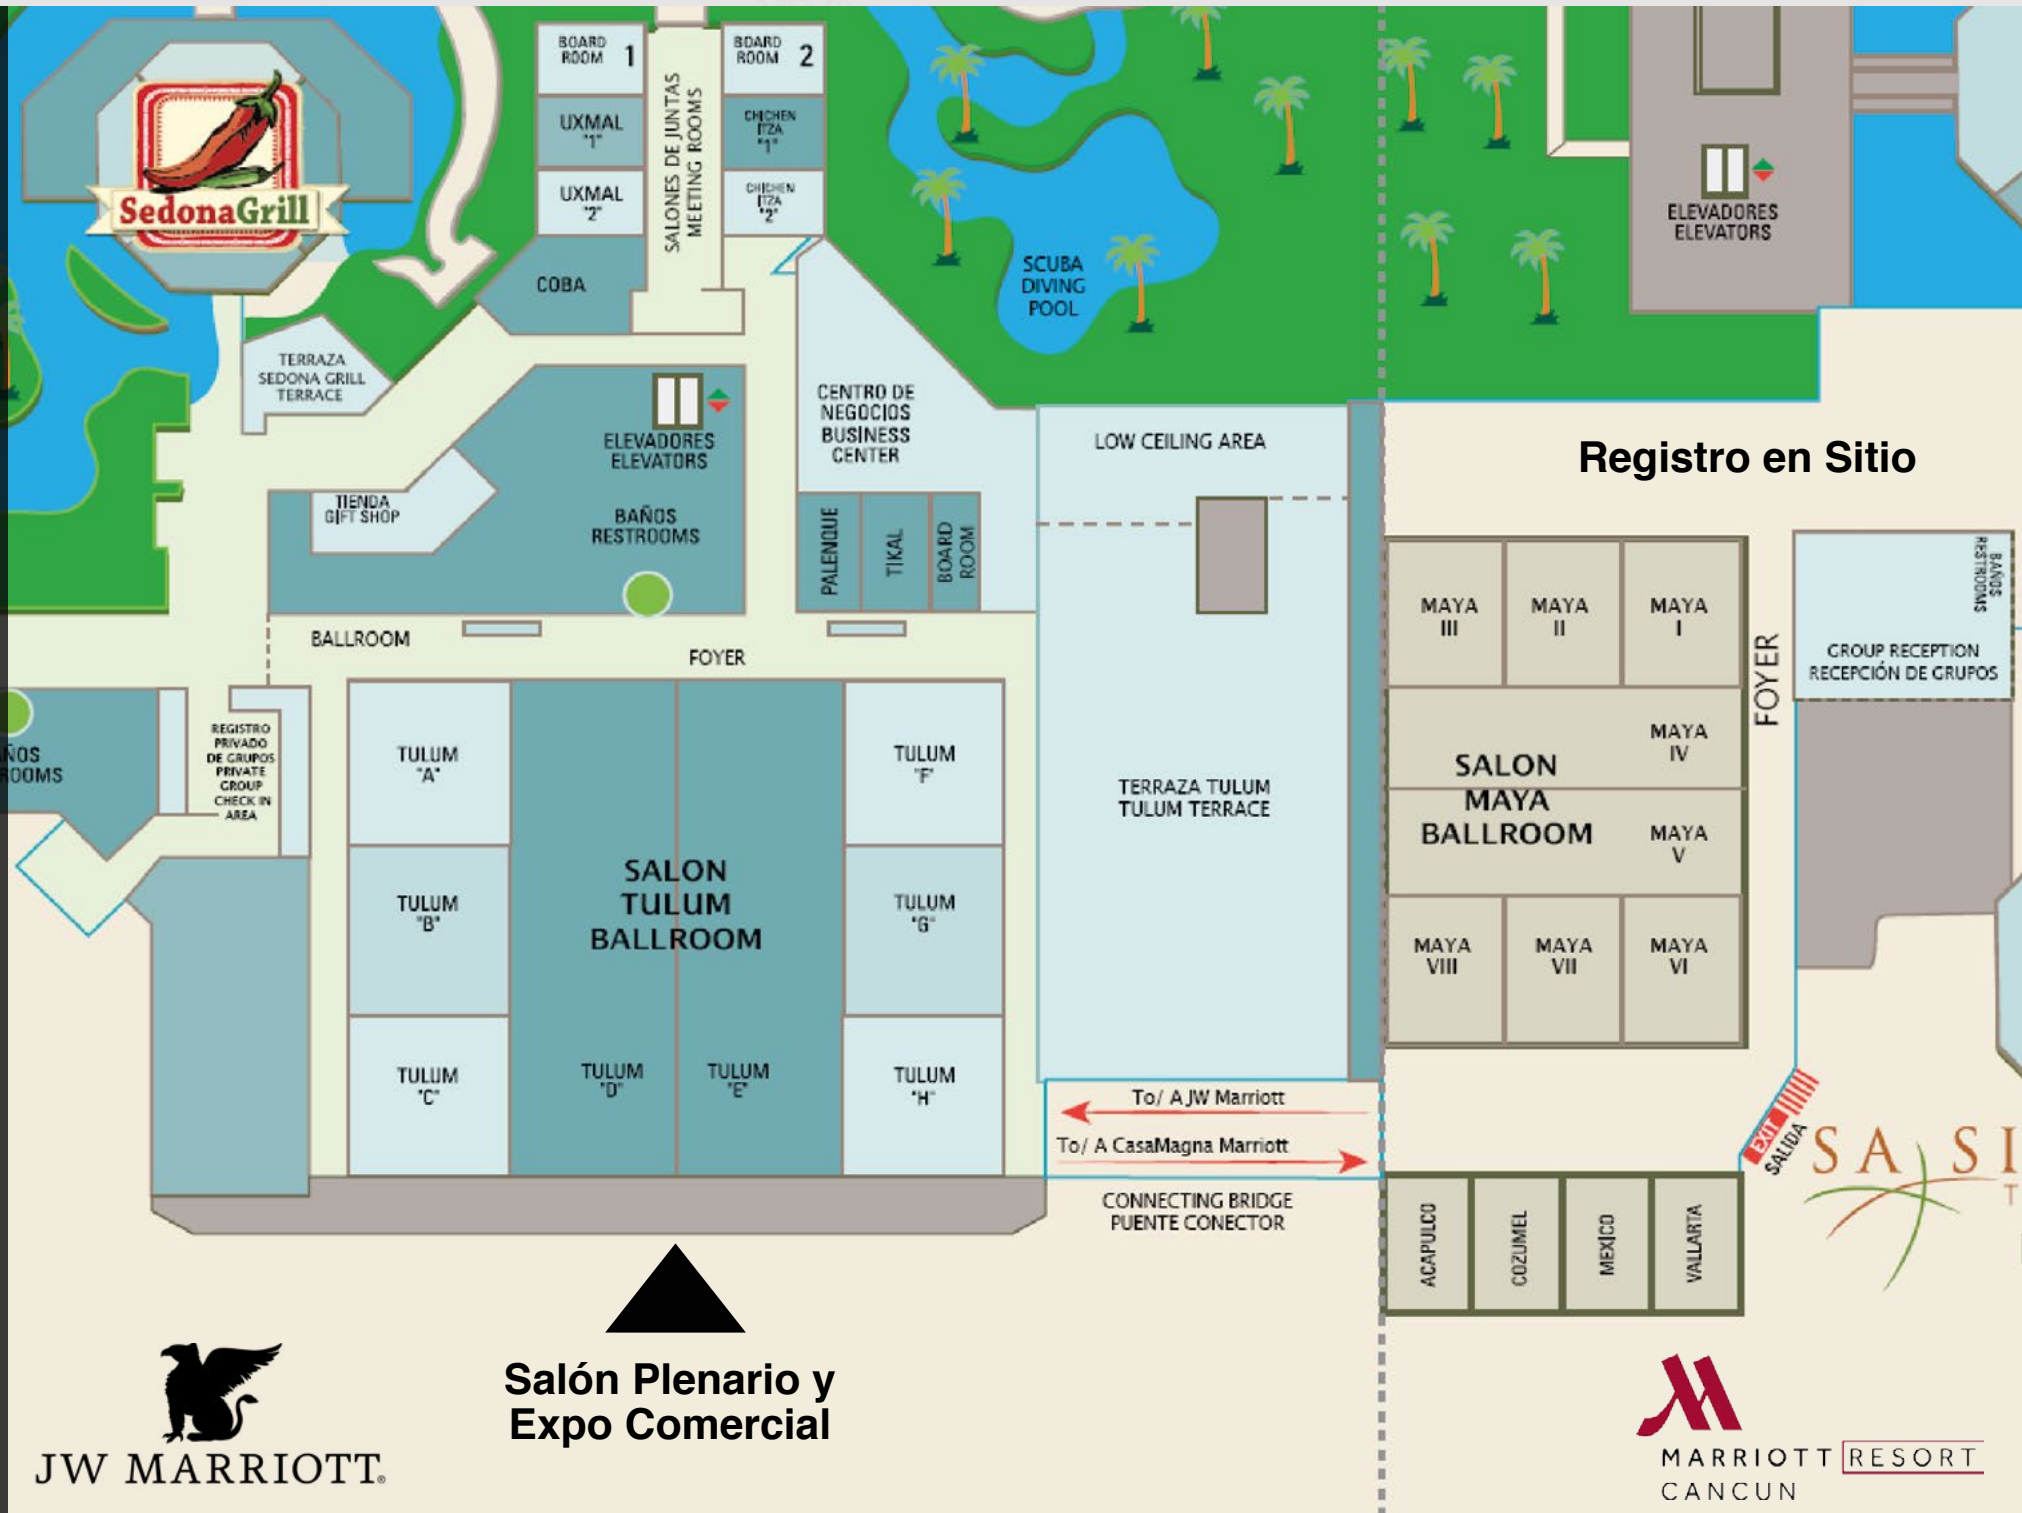 BOARD
ROOM 1
BOARD
ROOM 2
UXMAL
"1"
CHICHEN
ITZA
"1"
UXMAL
"2"
CHICHEN
ITZA
"2"
SALONES DE JUNTAS
MEETING ROOMS
COBA
SedonaGrill
SCUBA
DIVING
POOL
ELEVADORES
ELEVATORS
TERRAZA
SEDONA GRILL
TERRACE
CENTRO DE
NEGOCIOS
BUSINESS
CENTER
ELEVADORES
ELEVATORS
LOW CEILING AREA
Registro en Sitio
TIENDA
GIFT SHOP
BAÑOS
RESTROOMS
PALENQUE
TIKAL
BOARD
ROOM
BAÑOS
RESTROOMS
MAYA
III
MAYA
II
MAYA
I
FOYER
GROUP RECEPTION
RECEPCIÓN DE GRUPOS
BALLROOM
FOYER
REGISTRO
PRIVADO
DE GRUPOS
PRIVATE
GROUP
CHECK IN
AREA
ÑOS
ROOMS
TULUM
"A"
TULUM
"F"
TERRAZA TULUM
TULUM TERRACE
MAYA
IV
SALON
MAYA
BALLROOM
MAYA
V
SALON
TULUM
BALLROOM
TULUM
"B"
TULUM
"G"
MAYA
VIII
MAYA
VII
MAYA
VI
TULUM
"C"
TULUM
"D"
TULUM
"E"
TULUM
"H"
To/ A JW Marriott
To/ A CasaMagna Marriott
EXIT
SALIDA
SA SI
T
CONNECTING BRIDGE
PUENTE CONECTOR
ACAPULCO
COZUMEL
MEXICO
VALLARTA
Salón Plenario y
Expo Comercial
JW MARRIOTT®
MARRIOTT RESORT
CANCUN